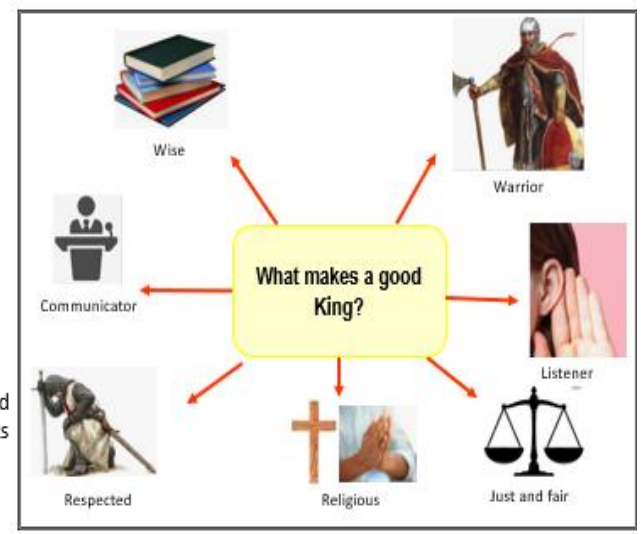 Wise
Warrior
What makes a good
King?
Communicator
Listener
Respected
Religious
Just and fair